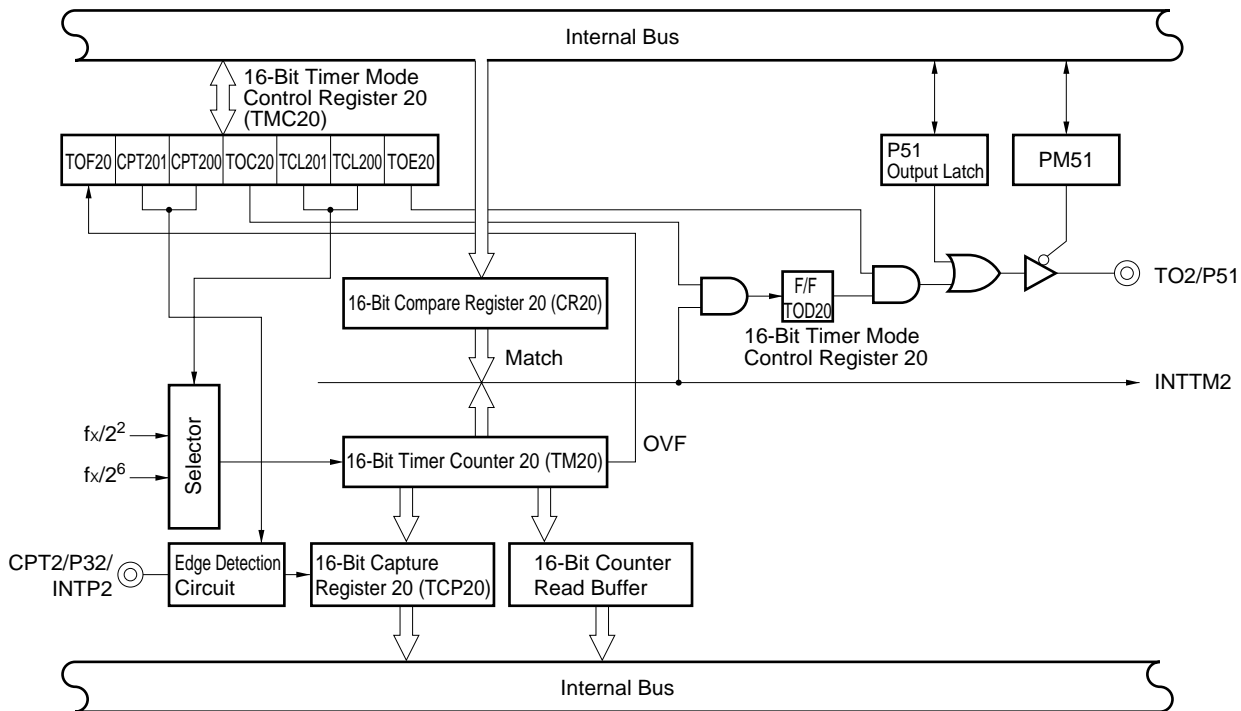 Internal Bus
16-Bit Timer Mode
Control Register 20
(TMC20)
TOF20 CPT201 CPT200 TOC20 TCL201 TCL200 TOE20
P51
Output Latch
PM51
16-Bit Compare Register 20 (CR20)
F/F
TOD20
TO2/P51
16-Bit Timer Mode
Control Register 20
Match
INTTM2
fX/2²
fX/2⁶
Selector
OVF
16-Bit Timer Counter 20 (TM20)
CPT2/P32/
INTP2
Edge Detection
Circuit
16-Bit Capture
Register 20 (TCP20)
16-Bit Counter
Read Buffer
Internal Bus